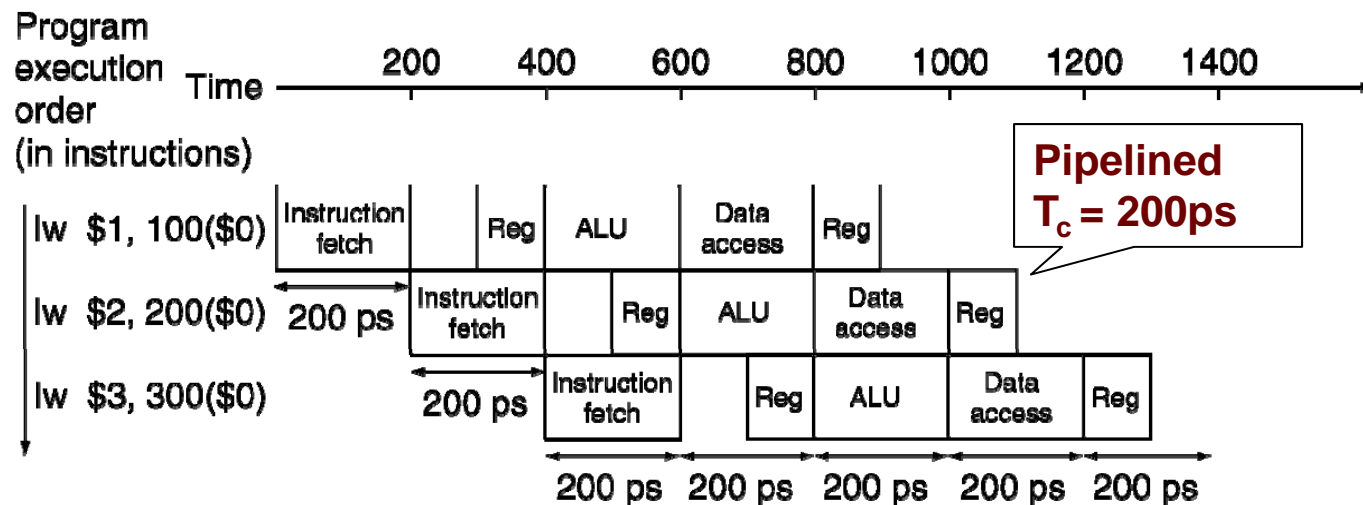 Program
execution
order
(in instructions)
Time
200 400 600 800 1000 1200 1400
Pipelined
Tc = 200ps
lw $1, 100($0)
Instruction
fetch
Reg
ALU
Data
access
Reg
lw $2, 200($0)
200 ps
Instruction
fetch
Reg
ALU
Data
access
Reg
lw $3, 300($0)
200 ps
Instruction
fetch
Reg
ALU
Data
access
Reg
200 ps 200 ps 200 ps 200 ps 200 ps